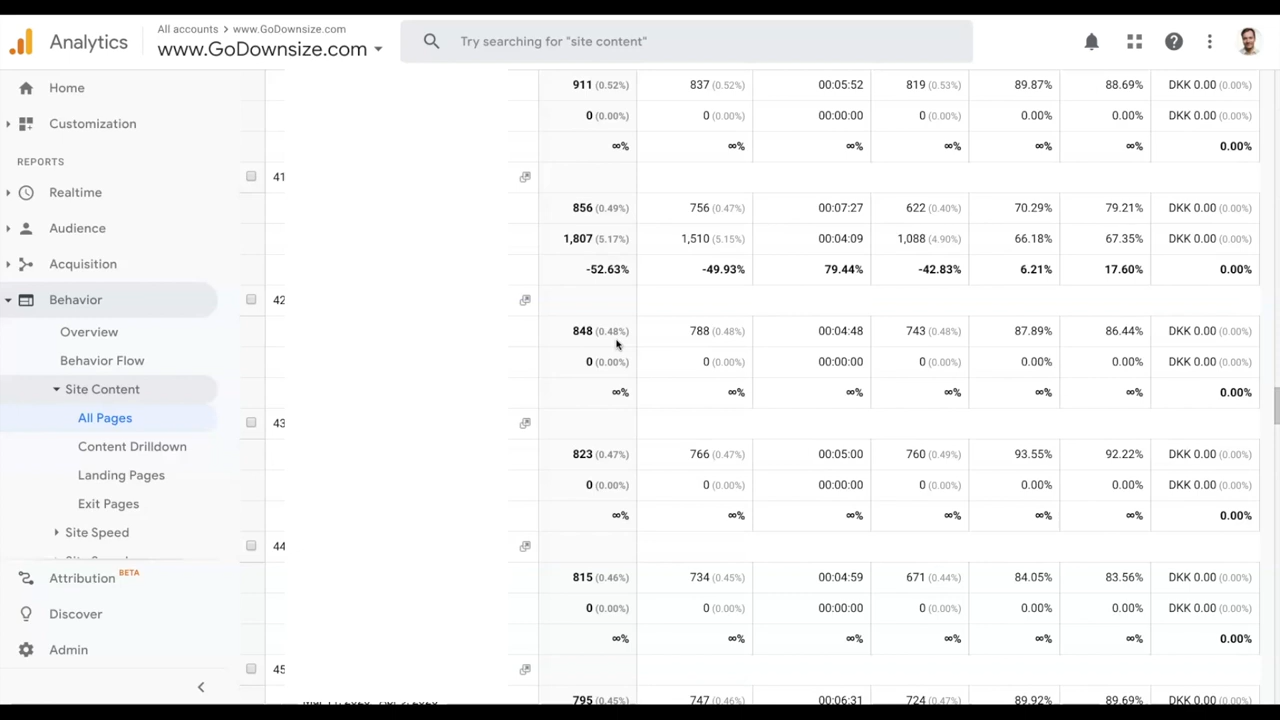 Analytics
All accounts > www.GoDownsize.com
www.GoDownsize.com
Try searching for "site content"
Home
Customization
REPORTS
Realtime
Audience
Acquisition
Behavior
Overview
Behavior Flow
Site Content
All Pages
Content Drilldown
Landing Pages
Exit Pages
Site Speed
Attribution BETA
Discover
Admin
911 (0.52%) 837 (0.52%) 00:05:52 819 (0.53%) 89.87% 88.69% DKK 0.00 (0.00%)
0 (0.00%) 0 (0.00%) 00:00:00 0 (0.00%) 0.00% 0.00% DKK 0.00 (0.00%)
∞% ∞% ∞% ∞% ∞% ∞% 0.00%
41
856 (0.49%) 756 (0.47%) 00:07:27 622 (0.40%) 70.29% 79.21% DKK 0.00 (0.00%)
1,807 (5.17%) 1,510 (5.15%) 00:04:09 1,088 (4.90%) 66.18% 67.35% DKK 0.00 (0.00%)
-52.63% -49.93% 79.44% -42.83% 6.21% 17.60% 0.00%
42
848 (0.48%) 788 (0.48%) 00:04:48 743 (0.48%) 87.89% 86.44% DKK 0.00 (0.00%)
0 (0.00%) 0 (0.00%) 00:00:00 0 (0.00%) 0.00% 0.00% DKK 0.00 (0.00%)
∞% ∞% ∞% ∞% ∞% ∞% 0.00%
43
823 (0.47%) 766 (0.47%) 00:05:00 760 (0.49%) 93.55% 92.22% DKK 0.00 (0.00%)
0 (0.00%) 0 (0.00%) 00:00:00 0 (0.00%) 0.00% 0.00% DKK 0.00 (0.00%)
∞% ∞% ∞% ∞% ∞% ∞% 0.00%
44
815 (0.46%) 734 (0.45%) 00:04:59 671 (0.44%) 84.05% 83.56% DKK 0.00 (0.00%)
0 (0.00%) 0 (0.00%) 00:00:00 0 (0.00%) 0.00% 0.00% DKK 0.00 (0.00%)
∞% ∞% ∞% ∞% ∞% ∞% 0.00%
45
795 (0.45%) 747 (0.46%) 00:06:31 724 (0.47%) 89.92% 89.69% DKK 0.00 (0.00%)